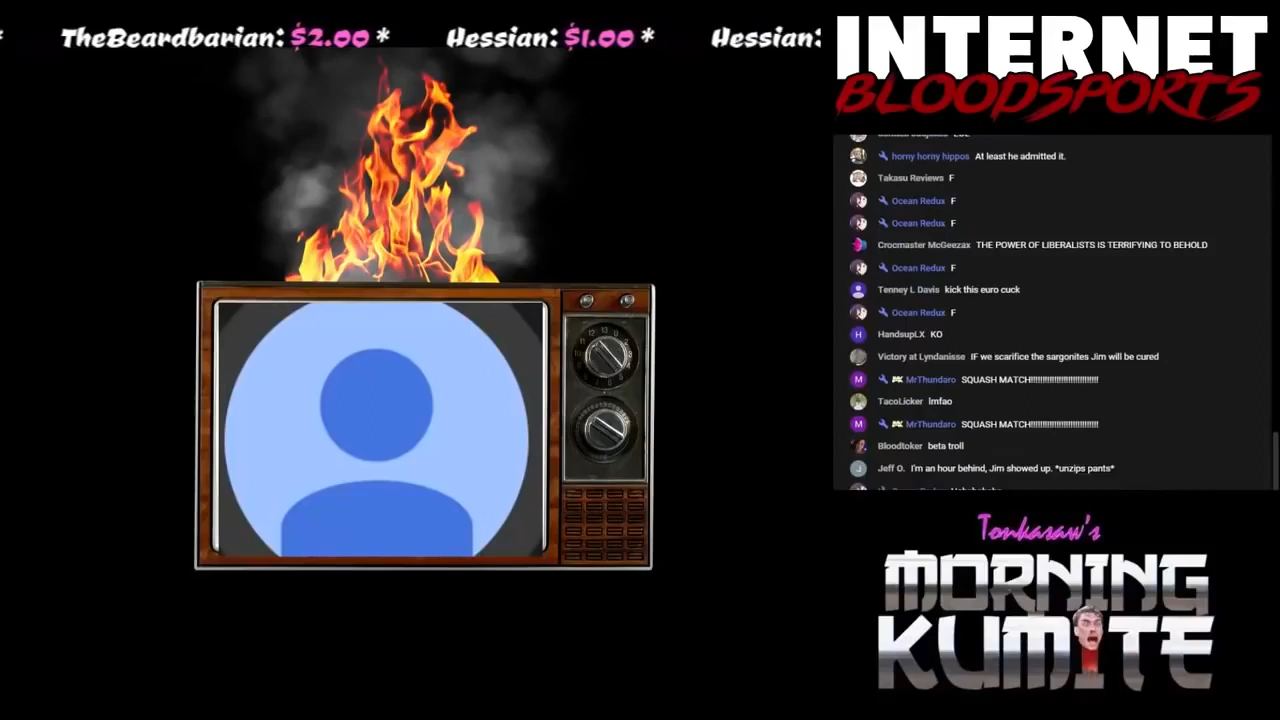 TheBeardbarian: $2.00 * Hessian: $1.00 * Hessian:
INTERNET
BLOODSPORTS
horny horny hippos At least he admitted it.
Takasu Reviews F
Ocean Redux F
Ocean Redux F
Crocmaster McGeezax THE POWER OF LIBERALISTS IS TERRIFYING TO BEHOLD
Ocean Redux F
Tenney L Davis kick this euro cuck
Ocean Redux F
H HandsupLX KO
Victory at Lyndanisse IF we scarifice the sargonites Jim will be cured
M MrThundaro SQUASH MATCH!!!!!!!!!!!!!!!!!!!!!!!!!!!!!!
TacoLicker lmfao
M MrThundaro SQUASH MATCH!!!!!!!!!!!!!!!!!!!!!!!!!!!!!!
Bloodtoker beta troll
J Jeff O. I'm an hour behind, Jim showed up. *unzips pants*
Tonkasaw's
MORNING
KUMITE